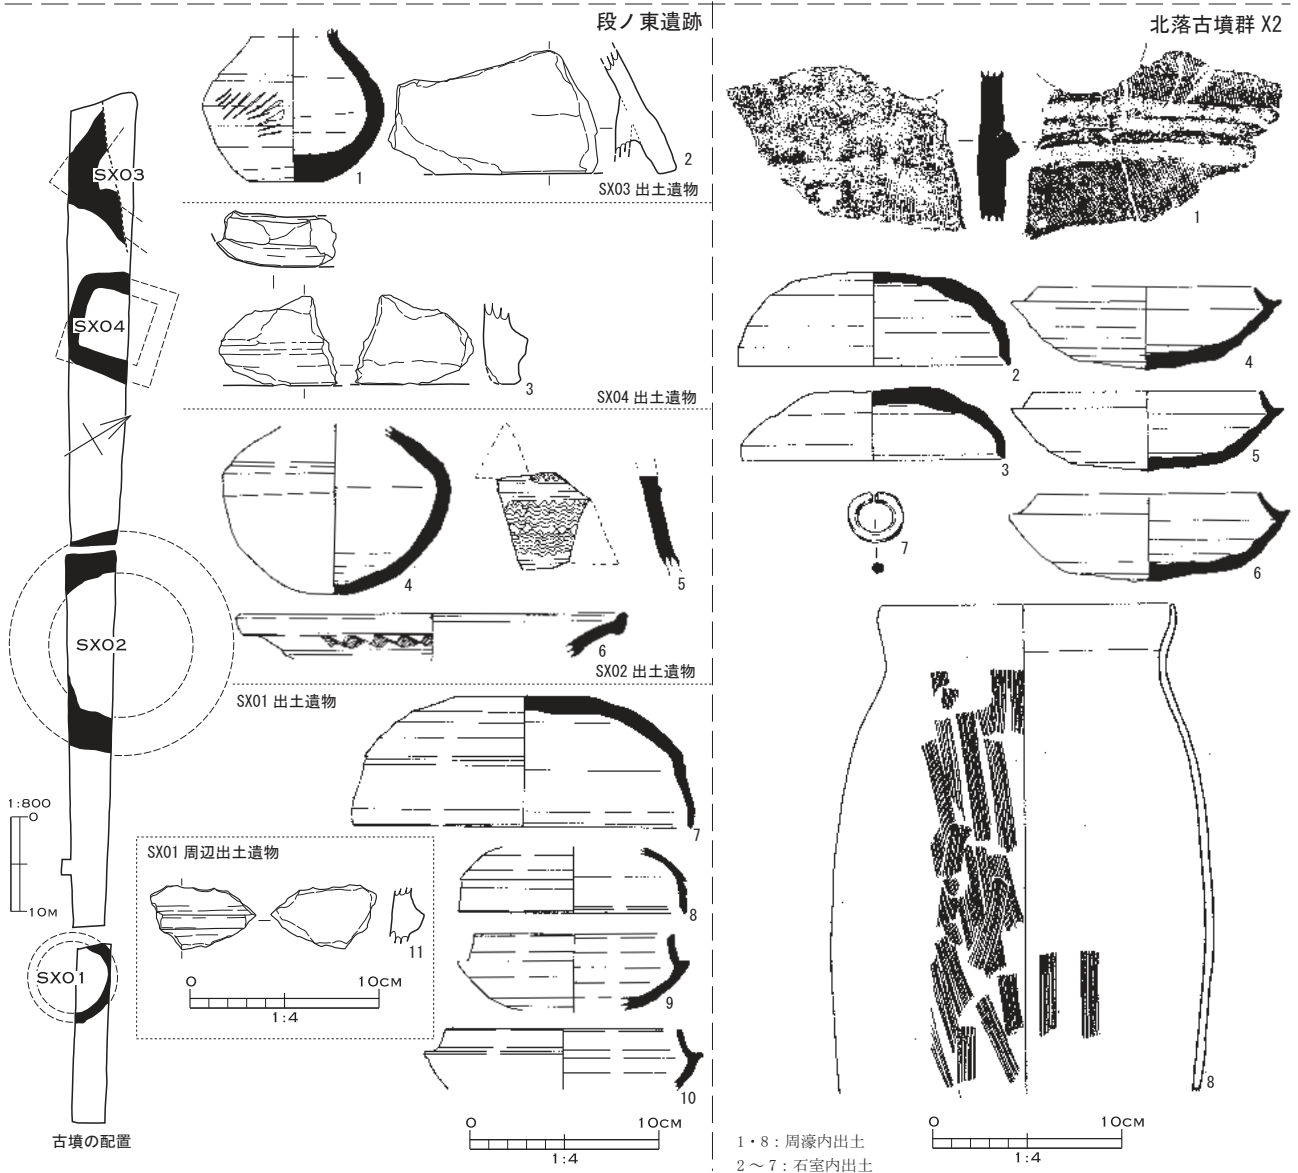 段ノ東遺跡
SX03
SX04
SX02
SX01
1:800
0
10M
古墳の配置
1
2
SX03 出土遺物
3
SX04 出土遺物
4
5
6
SX02 出土遺物
SX01 出土遺物
7
8
9
10
SX01 周辺出土遺物
11
0
10CM
1:4
0
10CM
1:4
北落古墳群 X2
1
2
4
3
5
7
6
8
1・8：周濠内出土
2～7：石室内出土
0
10CM
1:4